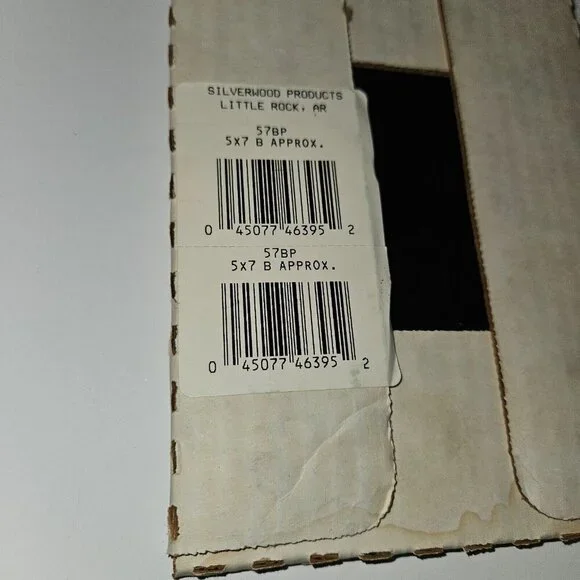 SILVERWOOD PRODUCTS
LITTLE ROCK, AR
57BP
5X7 B APPROX.
0 45077 46395 2
57BP
5X7 B APPROX.
0 45077 46395 2